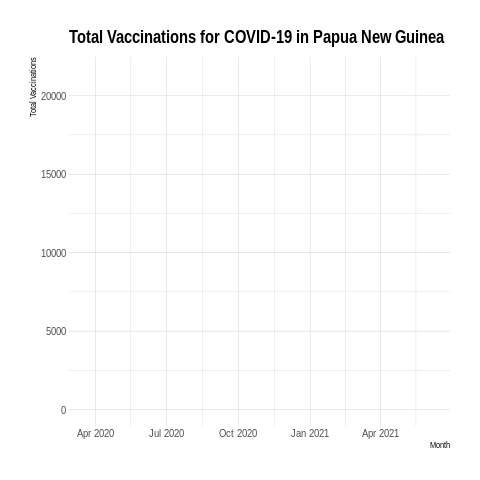 Total Vaccinations for COVID-19 in Papua New Guinea
Total Vaccinations
20000
15000
10000
5000
0
Apr 2020 Jul 2020 Oct 2020 Jan 2021 Apr 2021
Month